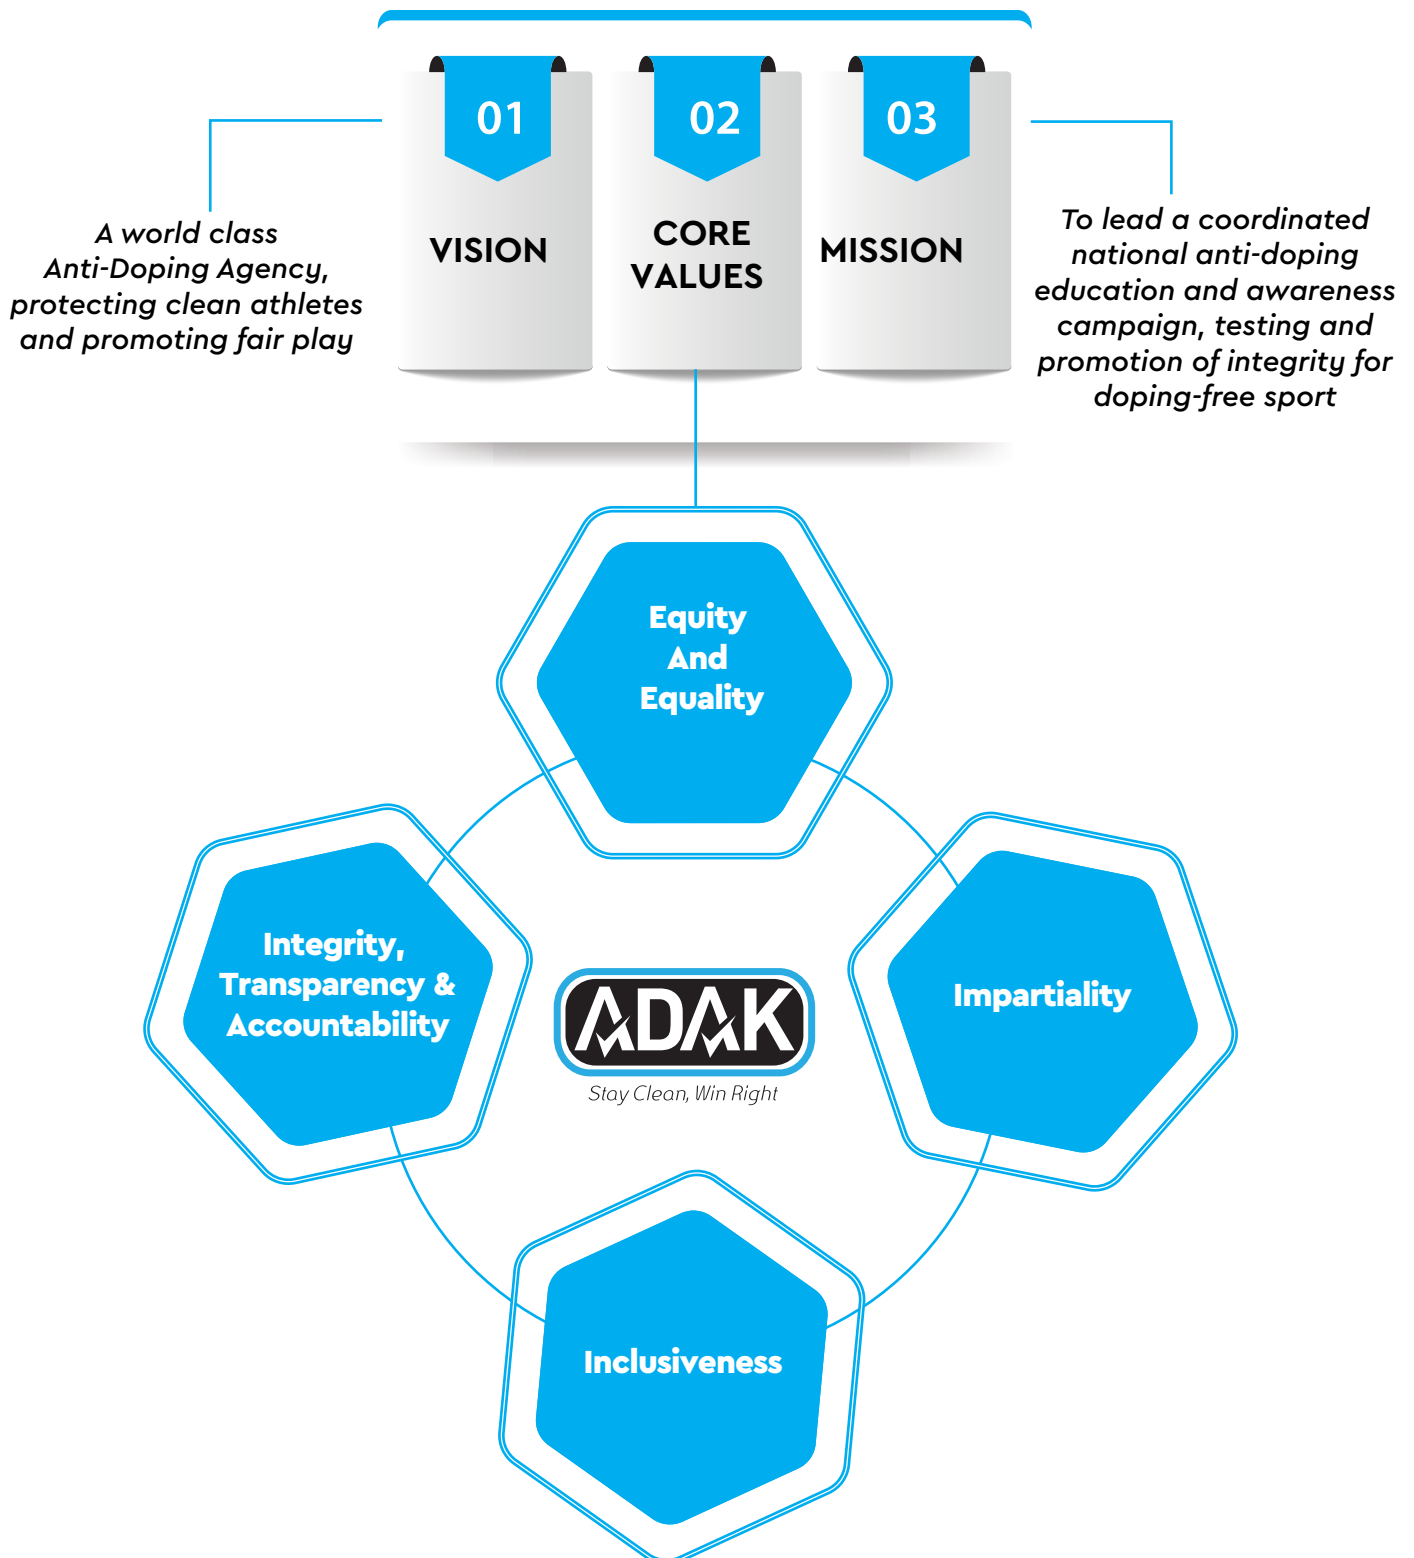 01
02
03
VISION
CORE
VALUES
MISSION
A world class
Anti-Doping Agency,
protecting clean athletes
and promoting fair play
To lead a coordinated
national anti-doping
education and awareness
campaign, testing and
promotion of integrity for
doping-free sport
Equity
And
Equality
Integrity,
Transparency &
Accountability
ADAK
Stay Clean, Win Right
Impartiality
Inclusiveness